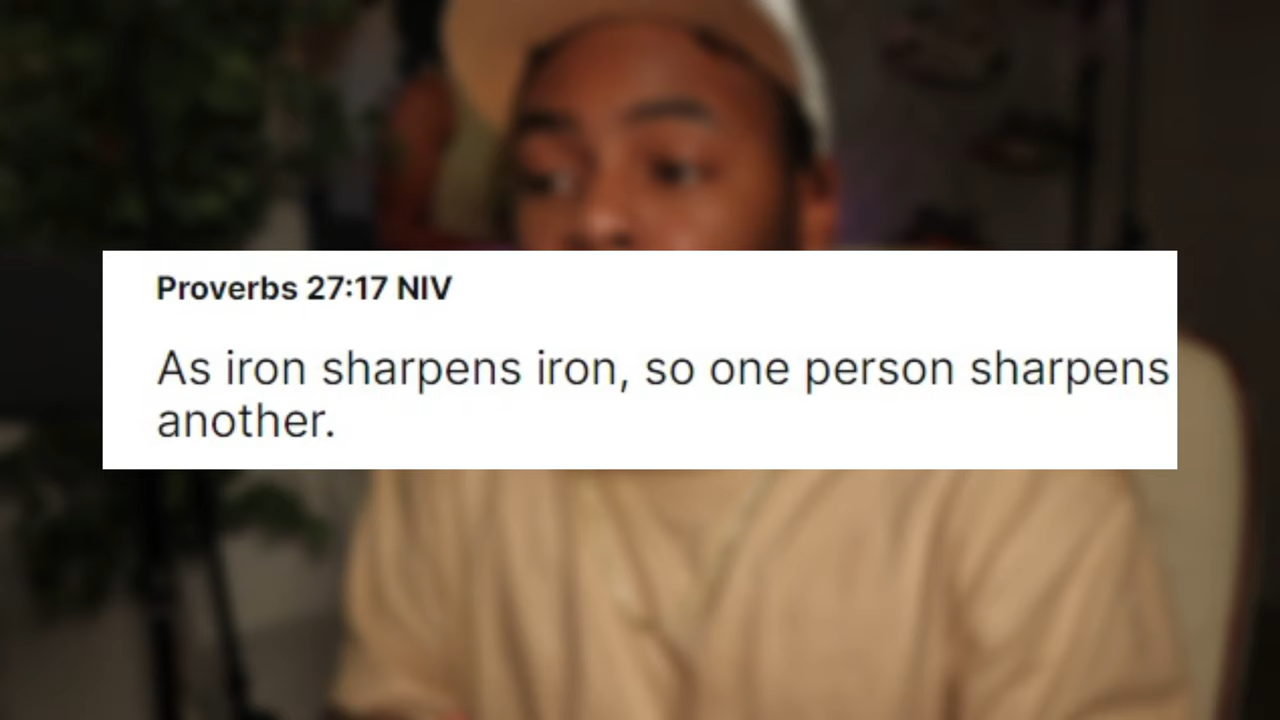 Proverbs 27:17 NIV
As iron sharpens iron, so one person sharpens
another.